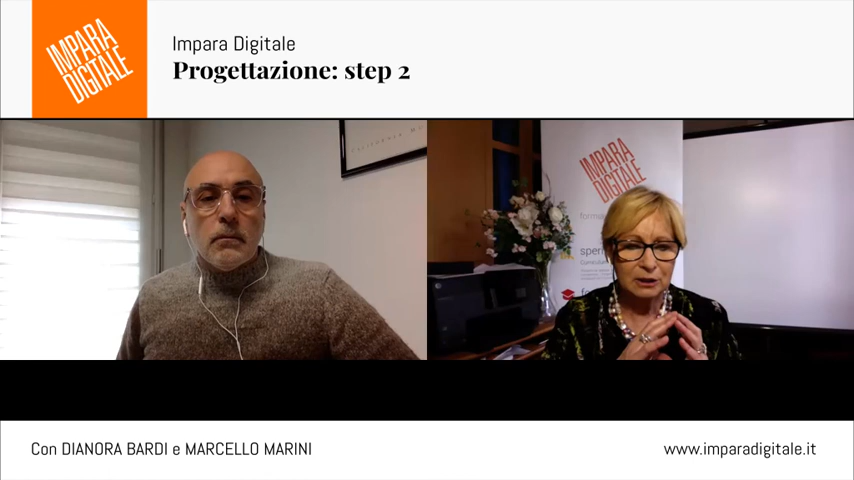 IMPARA
DIGITALE
Impara Digitale
Progettazione: step 2
IMPARA
DIGITALE
Con DIANORA BARDI e MARCELLO MARINI
www.imparadigitale.it